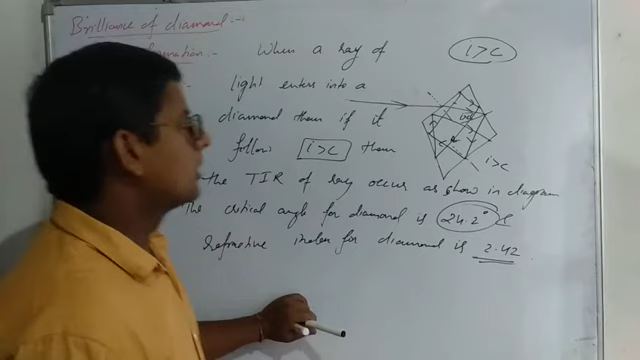 Brilliance of diamond :-
When a ray of
i>c
light enters into a
diamond then if it
follow i>c then
i>c
the TIR of ray occur as show in diagram
The critical angle for diamond is 24.2° &
Refractive index for diamond is 2.42